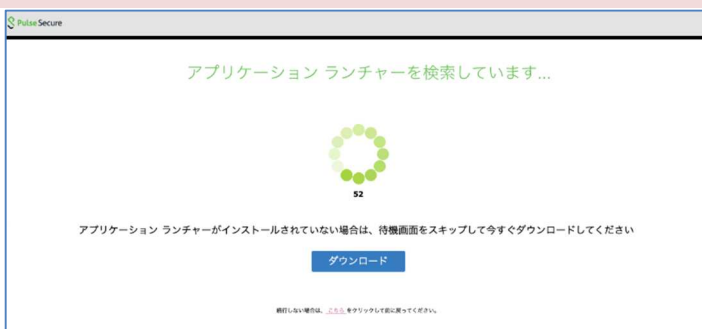 Pulse Secure
アプリケーション ランチャーを検索しています...
52
アプリケーション ランチャーがインストールされていない場合は、待機画面をスキップして今すぐダウンロードしてください
ダウンロード
続行しない場合は、こちら をクリックして前に戻ってください。